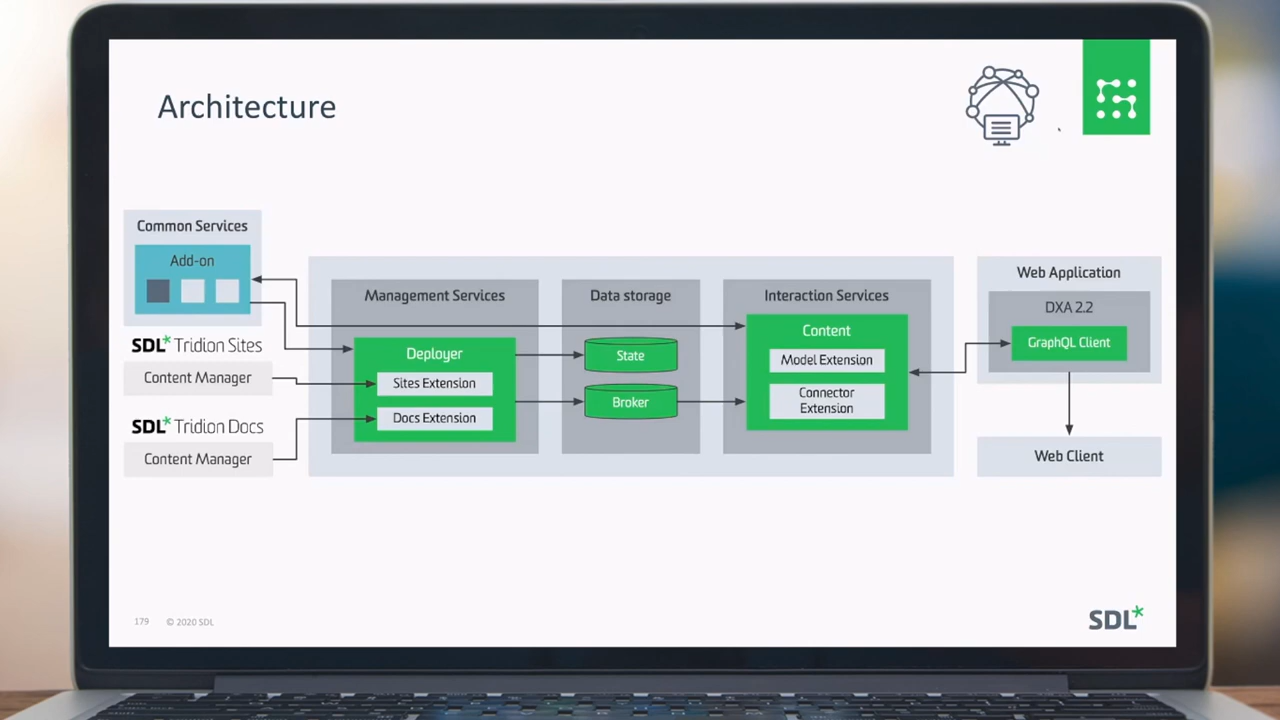 Architecture
Common Services
Add-on
SDL* Tridion Sites
Content Manager
SDL* Tridion Docs
Content Manager
Management Services
Deployer
Sites Extension
Docs Extension
Data storage
State
Broker
Interaction Services
Content
Model Extension
Connector
Extension
Web Application
DXA 2.2
GraphQL Client
Web Client
179 © 2020 SDL
SDL*